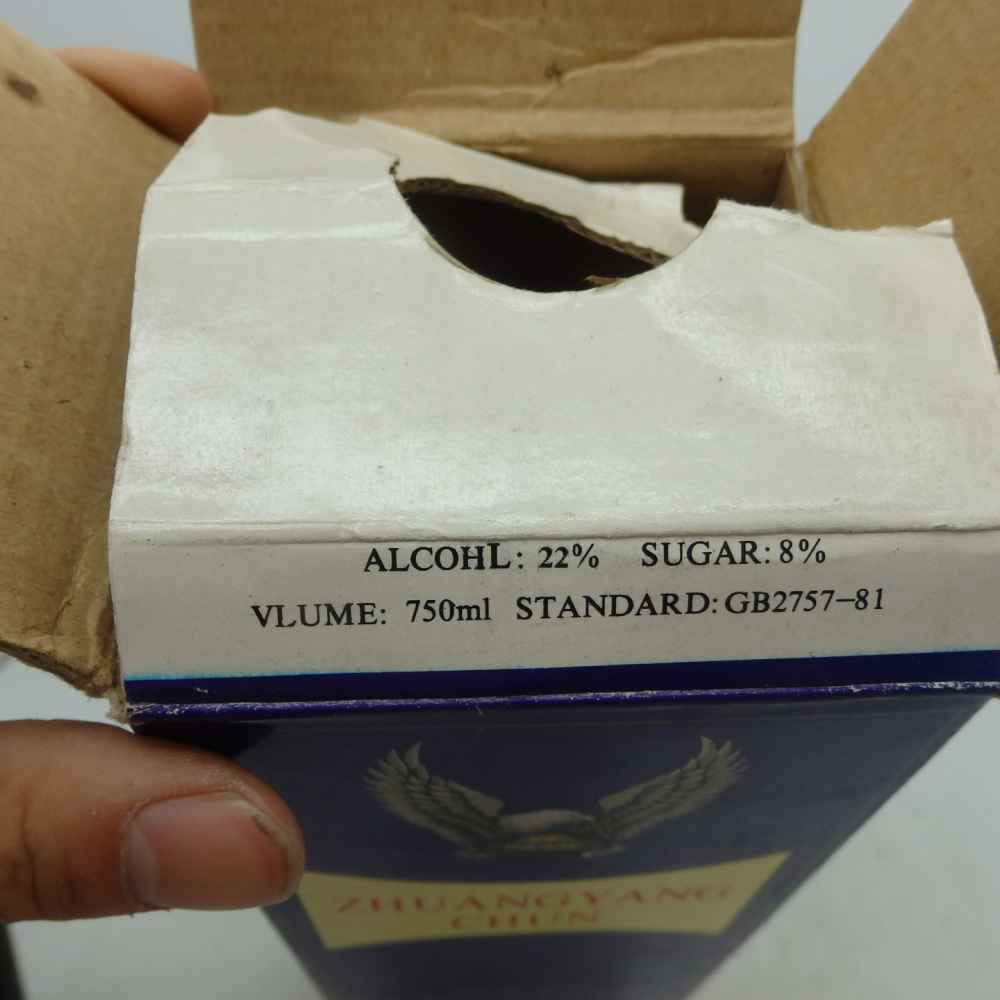 ALCOHL: 22% SUGAR: 8%
VLUME: 750ml STANDARD: GB2757-81
ZHUANGYANG
CHUN